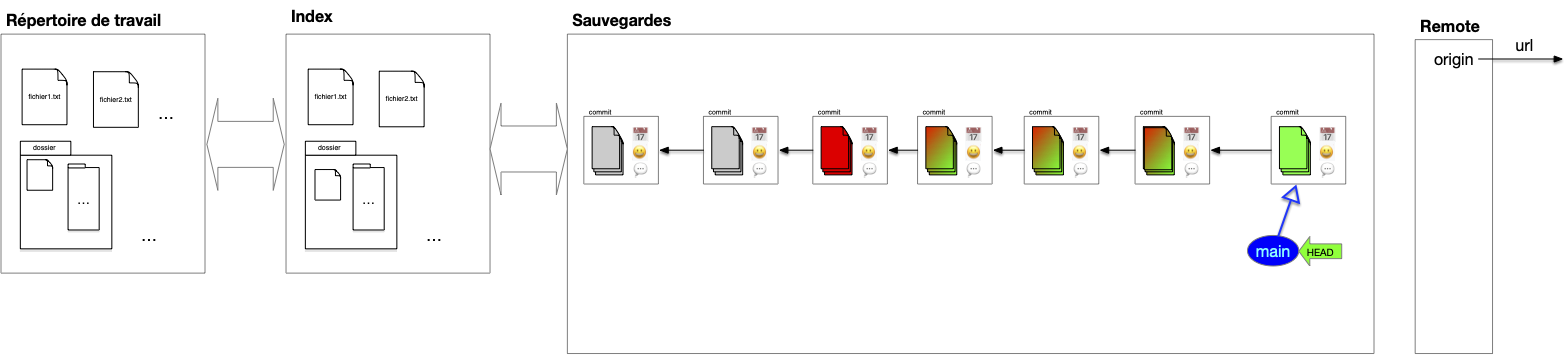 Répertoire de travail
fichier1.txt
fichier2.txt
...
dossier
...
...
Index
fichier1.txt
fichier2.txt
dossier
...
...
Sauvegardes
commit
17
commit
17
commit
17
commit
17
commit
17
commit
17
commit
17
main
HEAD
Remote
origin
url